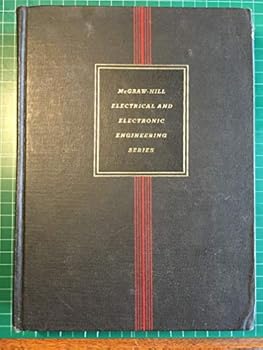 McGRAW-HILL
ELECTRICAL AND
ELECTRONIC
ENGINEERING
SERIES